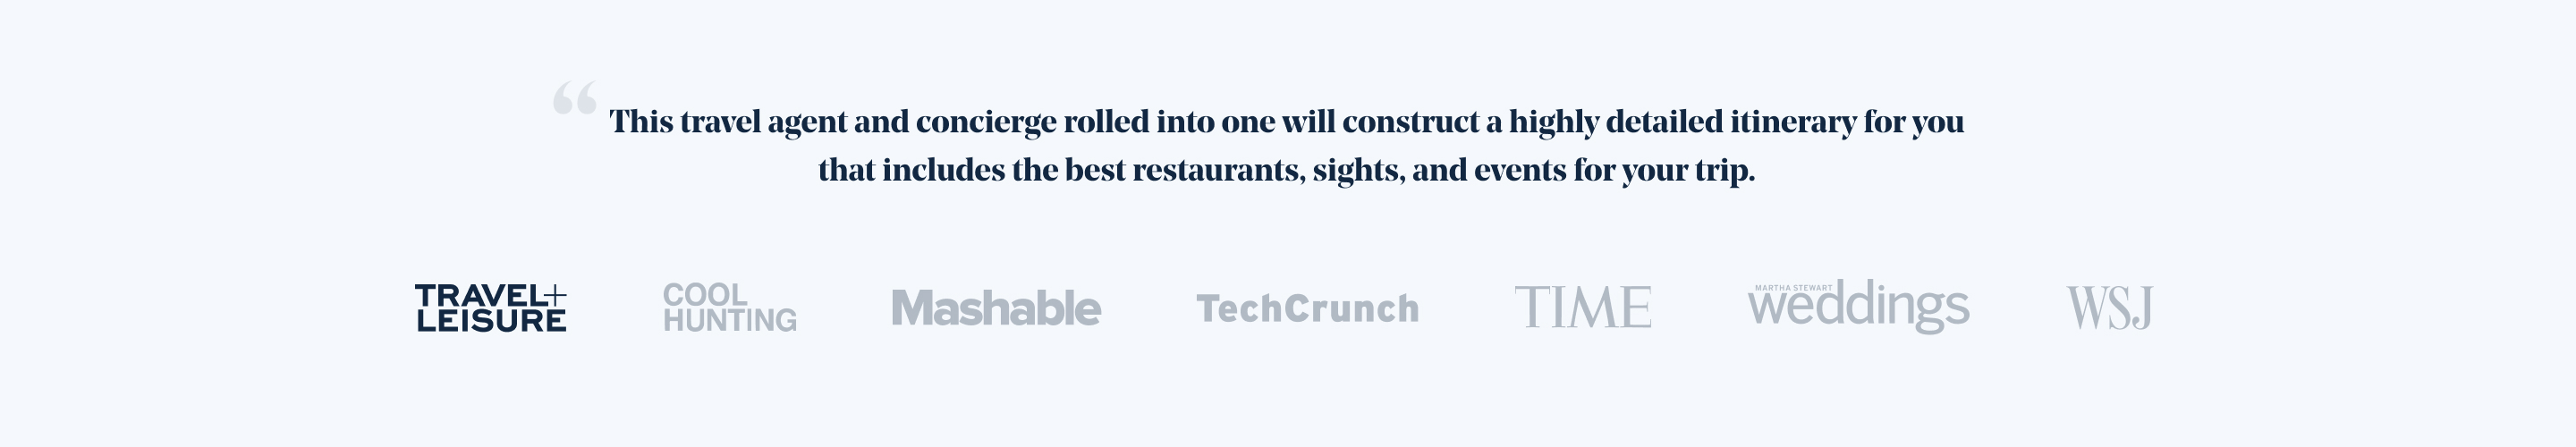 “This travel agent and concierge rolled into one will construct a highly detailed itinerary for you
that includes the best restaurants, sights, and events for your trip.
TRAVEL+
LEISURE
COOL
HUNTING
Mashable
TechCrunch
TIME
MARTHA STEWART
weddings
WSJ